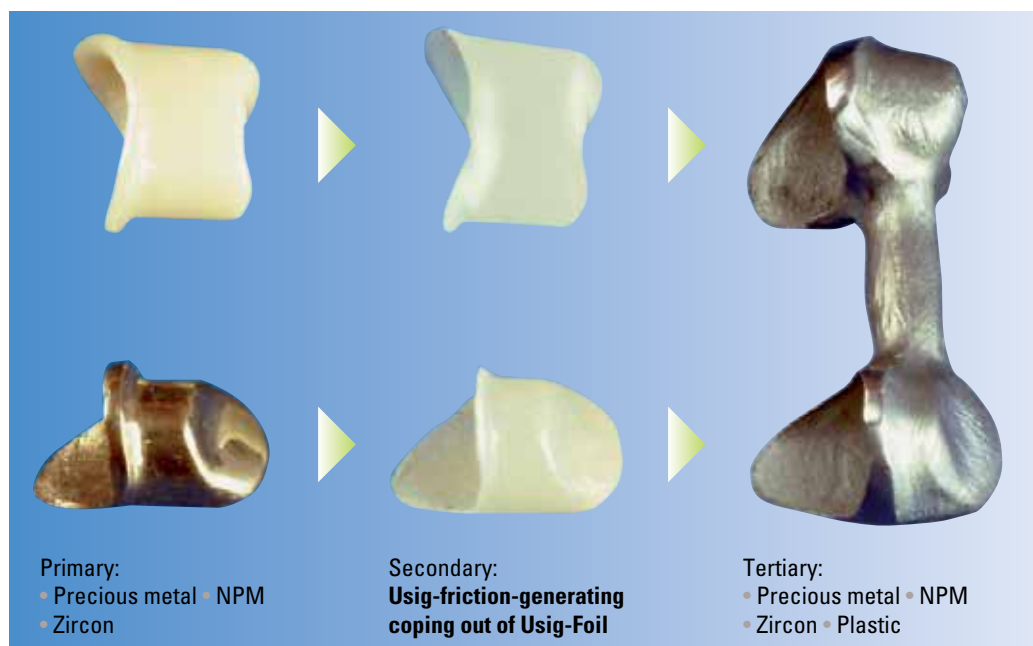 Primary:
• Precious metal • NPM
• Zircon
Secondary:
Usig-friction-generating
coping out of Usig-Foil
Tertiary:
• Precious metal • NPM
• Zircon • Plastic